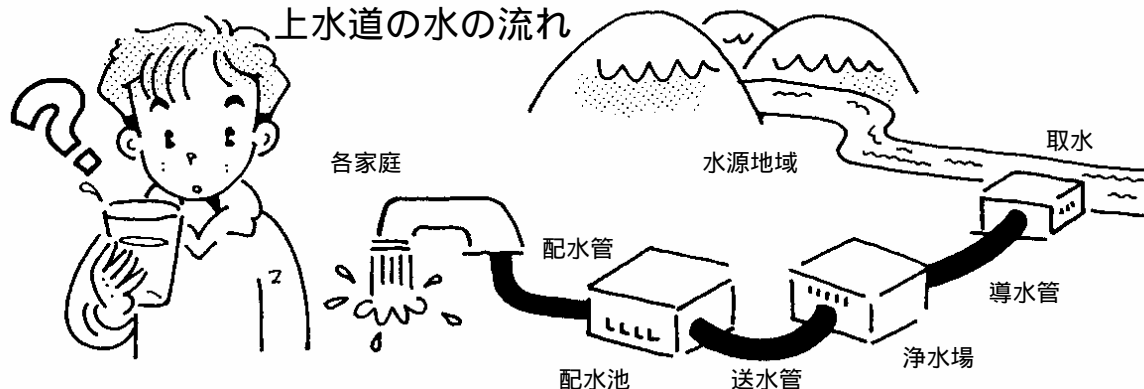 上水道の水の流れ
取水
水源地域
各家庭
配水管
導水管
浄水場
配水池
送水管